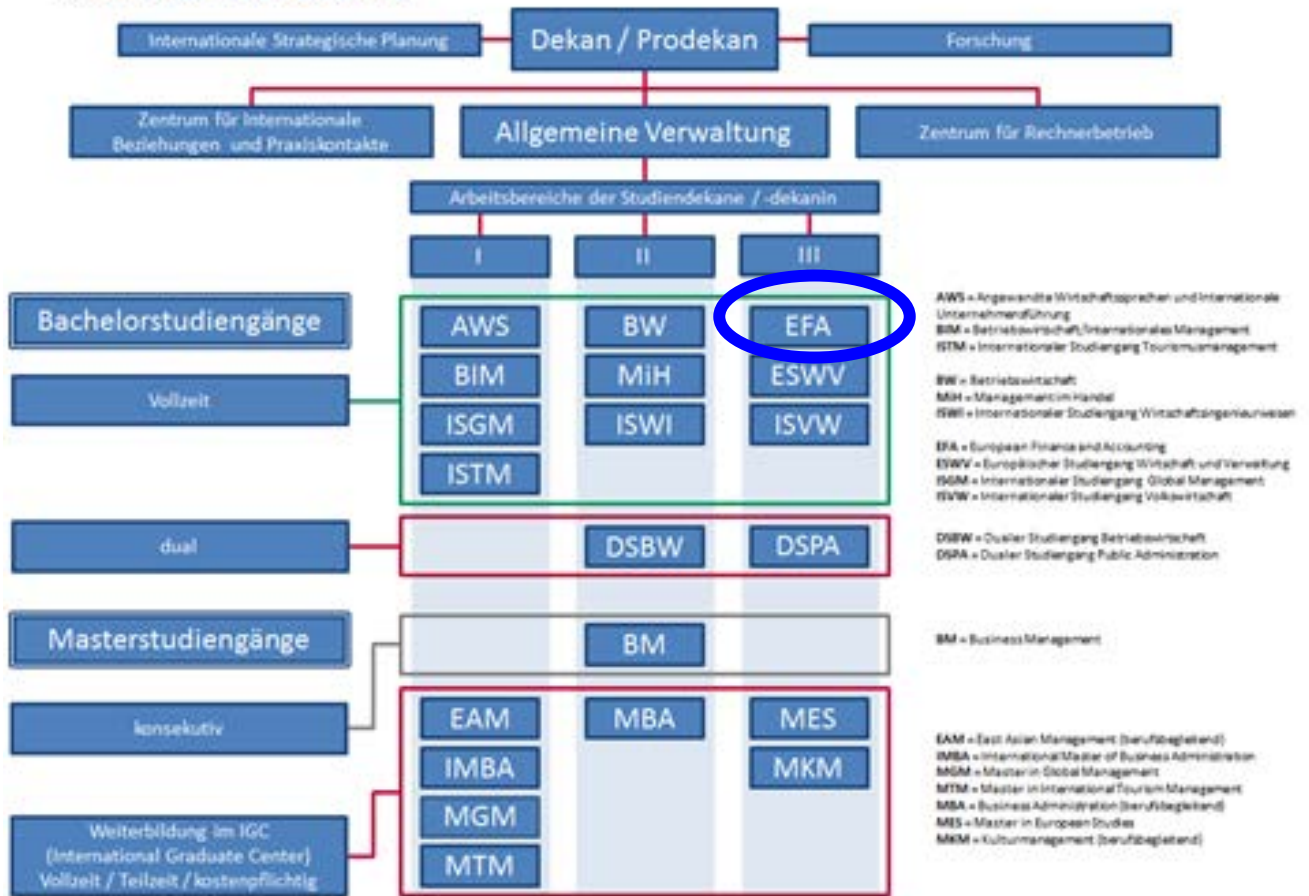 Internationale Strategische Planung
Dekan / Prodekan
Forschung
Zentrum für Internationale
Beziehungen und Praxiskontakte
Allgemeine Verwaltung
Zentrum für Rechnerbetrieb
Arbeitsbereiche der Studiendekane / -dekanin
I
II
III
Bachelorstudiengänge
Vollzeit
AWS
BW
EFA
BIM
MiH
ESWV
ISGM
ISWI
ISVW
ISTM
AWS = Angewandte Wirtschaftssprachen und Internationale
Unternehmensführung
BIM = Betriebswirtschaft/Internationales Management
ISTM = Internationaler Studiengang Tourismusmanagement
BW = Betriebswirtschaft
MiH = Management im Handel
ISWI = Internationaler Studiengang Wirtschaftsingenieurwesen
EFA = European Finance and Accounting
ESWV = Europäischer Studiengang Wirtschaft und Verwaltung
ISGM = Internationaler Studiengang Global Management
ISVW = Internationaler Studiengang Volkswirtschaft
dual
DSBW
DSPA
DSBW = Dualer Studiengang Betriebswirtschaft
DSPA = Dualer Studiengang Public Administration
Masterstudiengänge
konsekutiv
BM
BM = Business Management
Weiterbildung im IGC
(International Graduate Center)
Vollzeit / Teilzeit / kostenpflichtig
EAM
MBA
MES
IMBA
MKM
MGM
MTM
EAM = East Asian Management (berufsbegleitend)
IMBA = International Master of Business Administration
MGM = Master in Global Management
MTM = Master in International Tourism Management
MBA = Business Administration (berufsbegleitend)
MES = Master in European Studies
MKM = Kulturmanagement (berufsbegleitend)